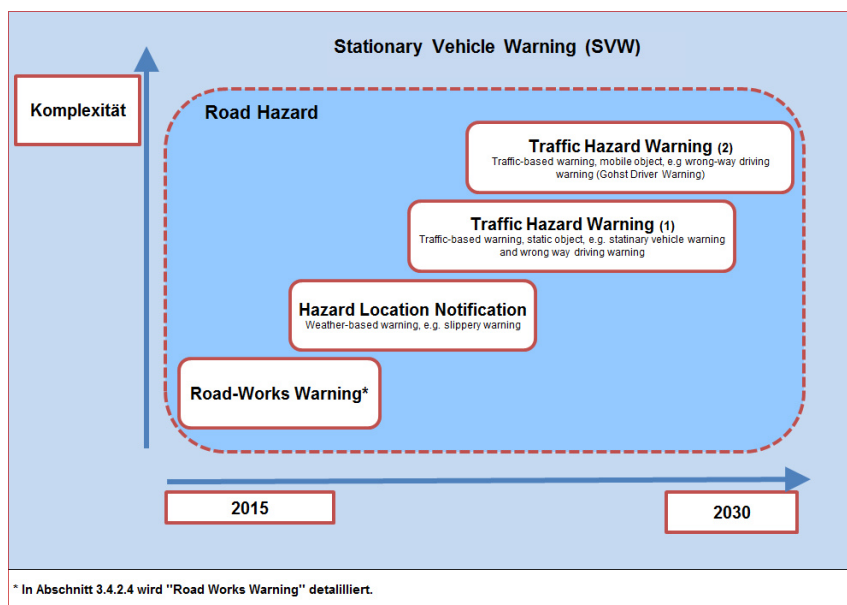 Stationary Vehicle Warning (SVW)
Komplexität
Road Hazard
Traffic Hazard Warning (2)
Traffic-based warning, mobile object, e.g wrong-way driving
warning (Gohst Driver Warning)
Traffic Hazard Warning (1)
Traffic-based warning, static object, e.g. statinary vehicle warning
and wrong way driving warning
Hazard Location Notification
Weather-based warning, e.g. slippery warning
Road-Works Warning*
2015
2030
* In Abschnitt 3.4.2.4 wird "Road Works Warning" detalilliert.